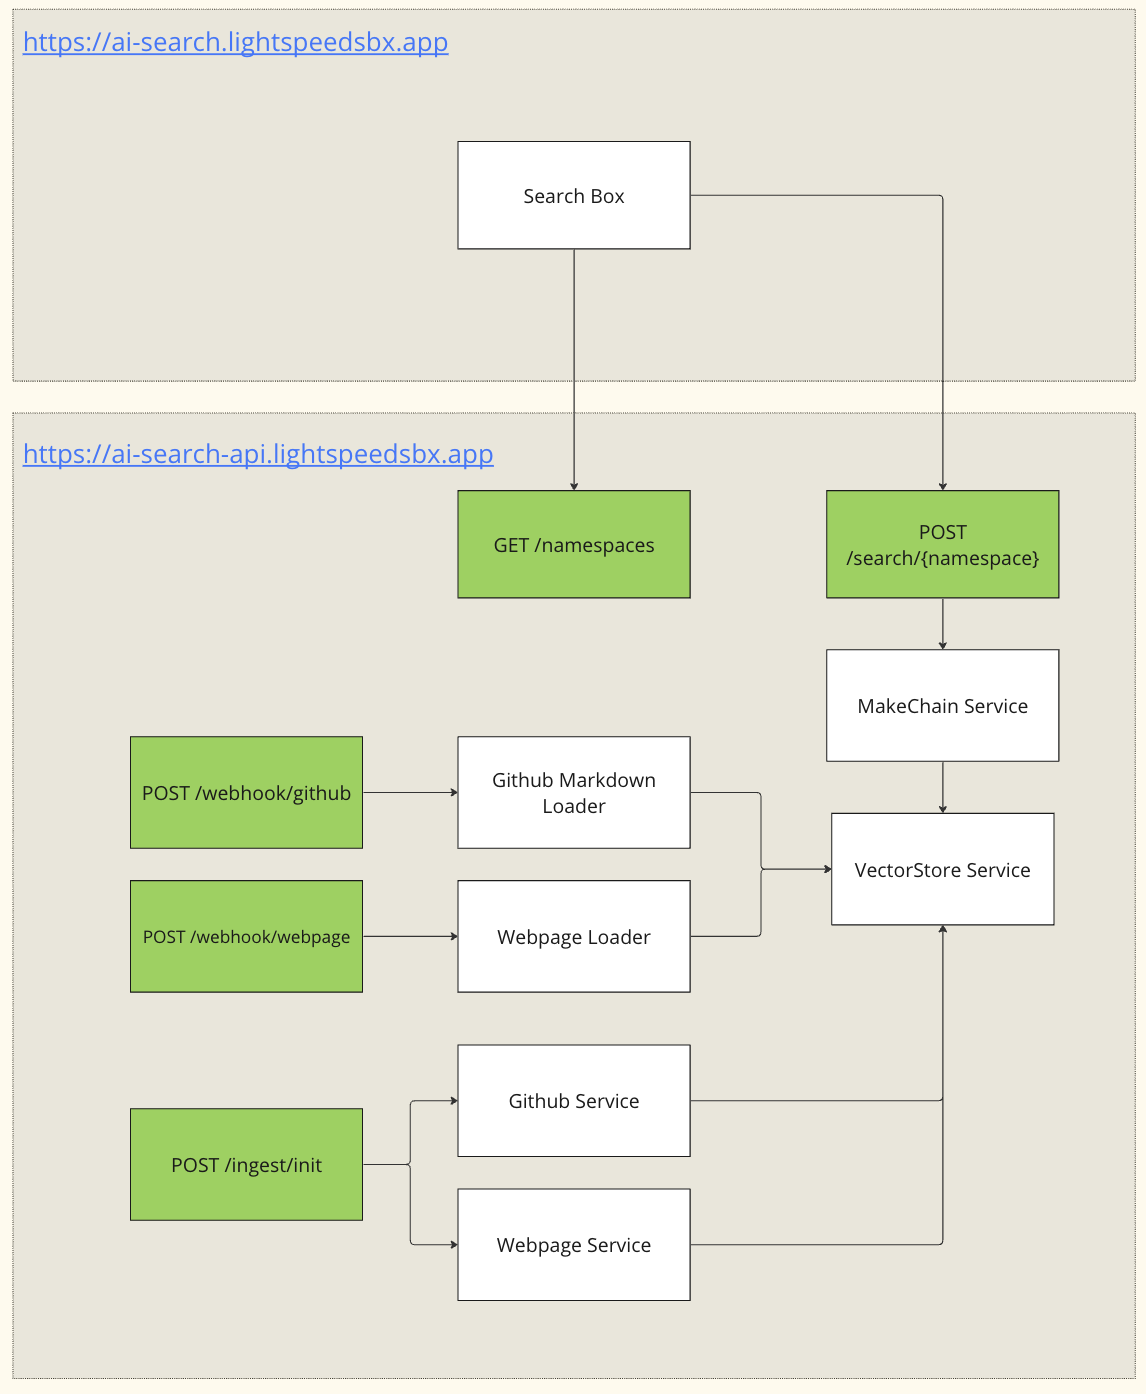 https://ai-search.lightspeedsbx.app
Search Box
https://ai-search-api.lightspeedsbx.app
GET /namespaces
POST
/search/{namespace}
MakeChain Service
POST /webhook/github
Github Markdown
Loader
VectorStore Service
POST /webhook/webpage
Webpage Loader
Github Service
POST /ingest/init
Webpage Service